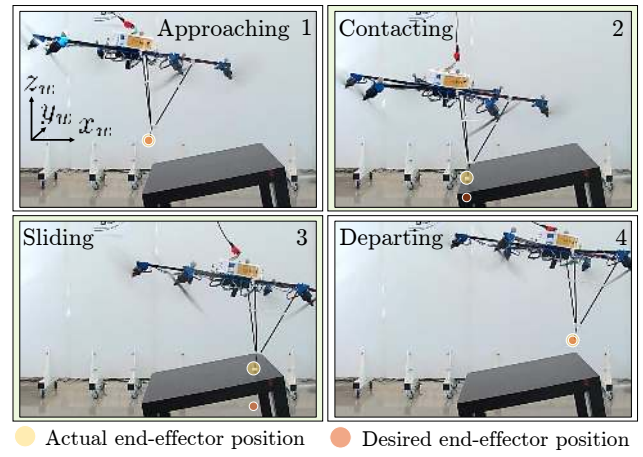 Approaching 1
Contacting 2
z_w
y_w
x_w
Sliding 3
Departing 4
Actual end-effector position
Desired end-effector position